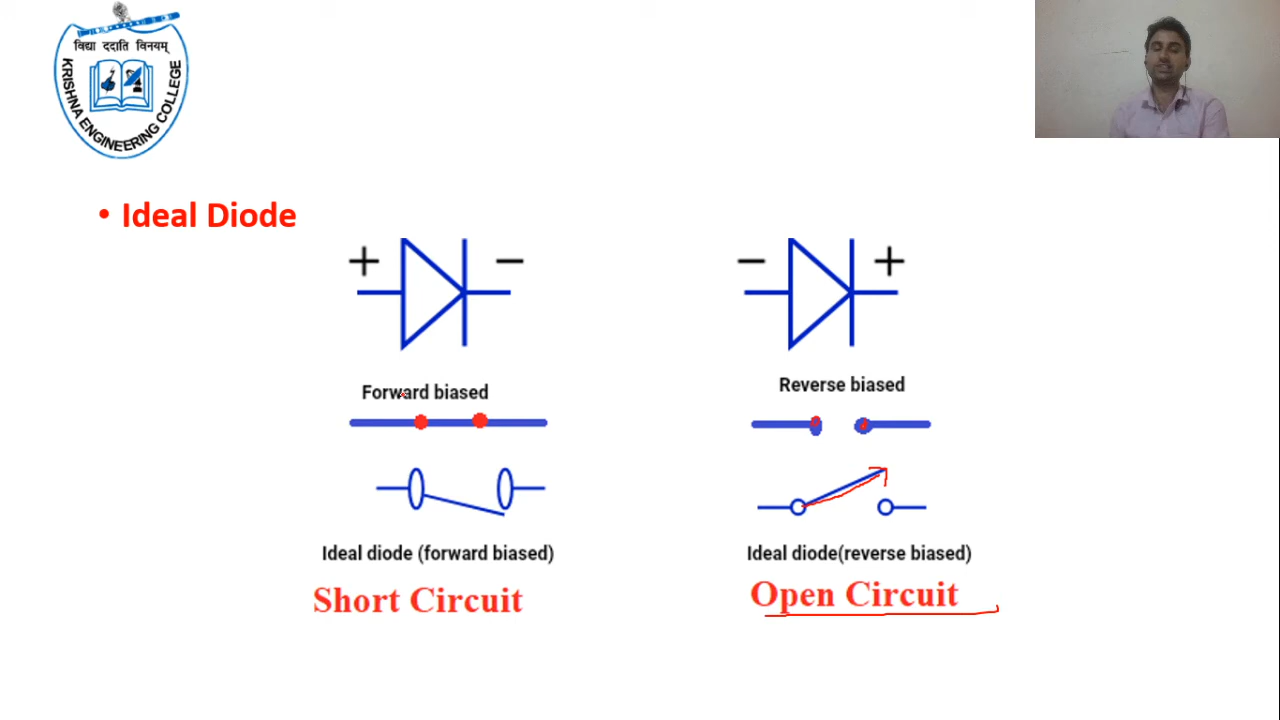 विद्या ददाति विनयम्
KRISHNA ENGINEERING COLLEGE
• Ideal Diode
+ − − +
Forward biased Reverse biased
Ideal diode (forward biased) Ideal diode(reverse biased)
Short Circuit Open Circuit